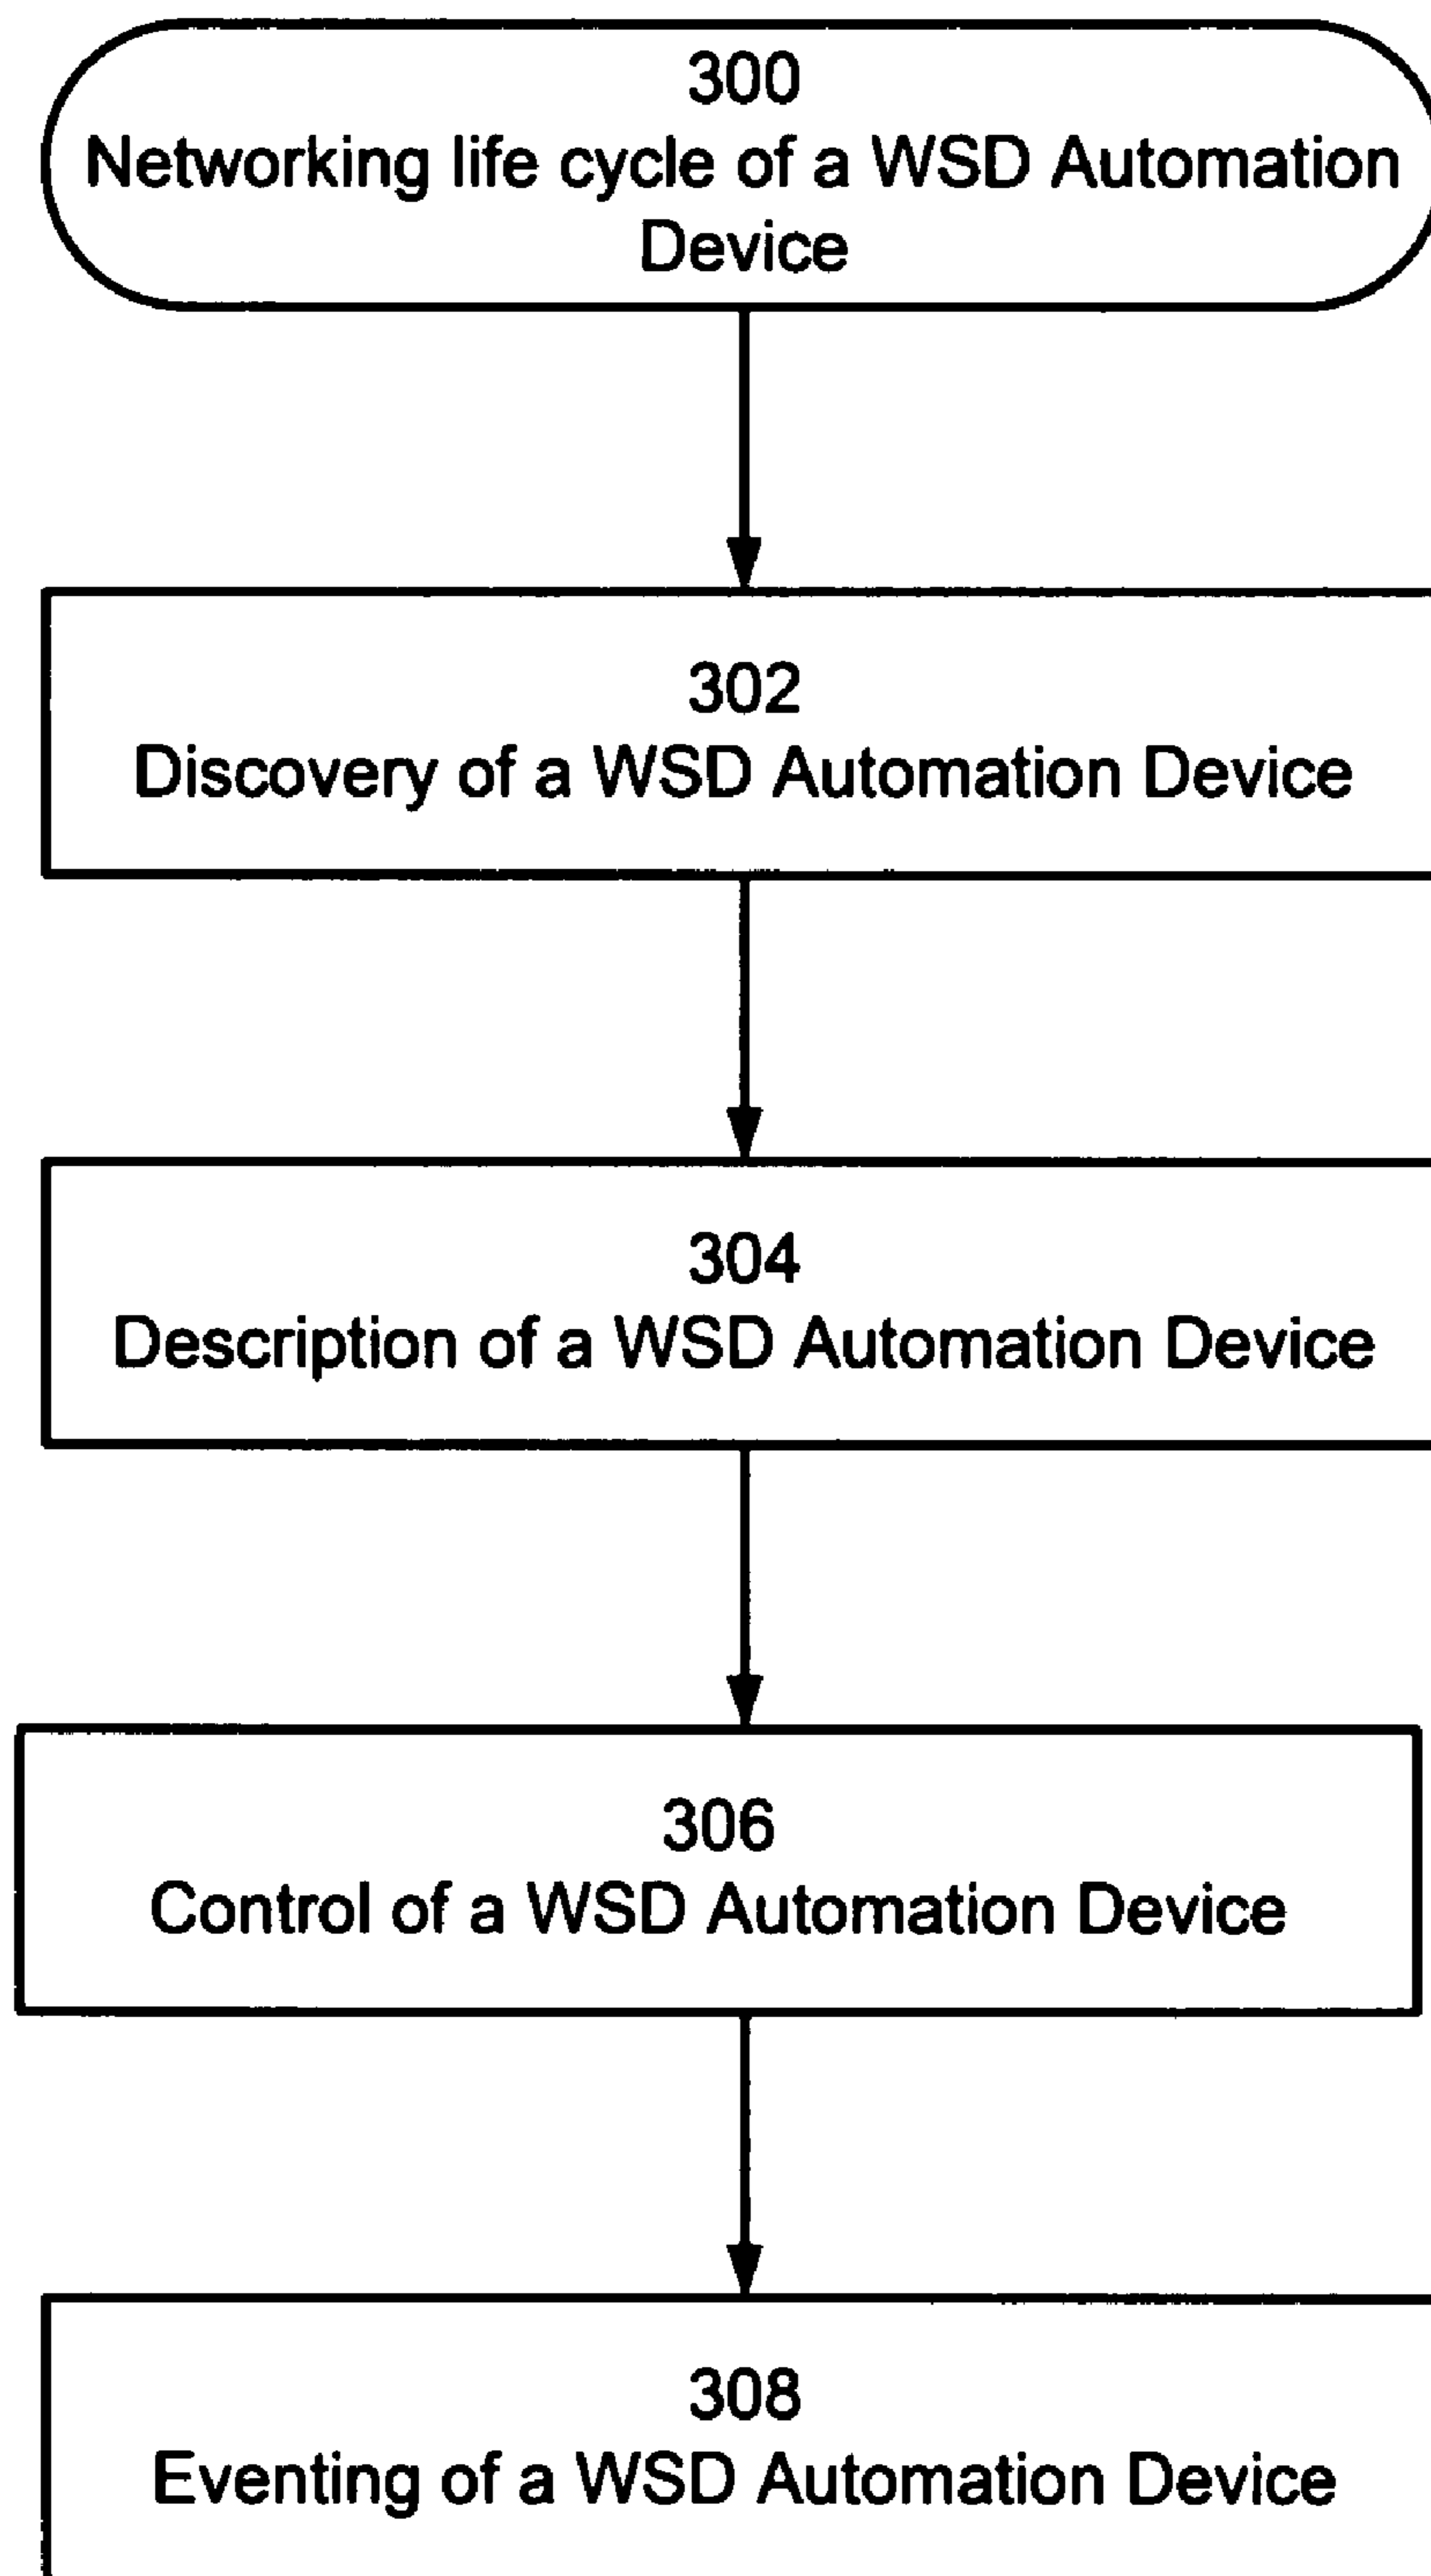 300
Networking life cycle of a WSD Automation
Device
302
Discovery of a WSD Automation Device
304
Description of a WSD Automation Device
306
Control of a WSD Automation Device
308
Eventing of a WSD Automation Device